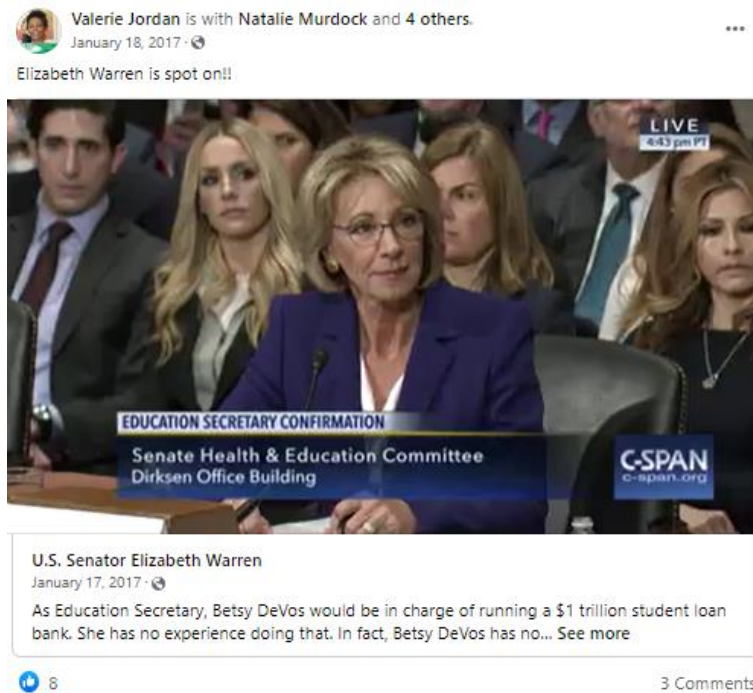 Valerie Jordan is with Natalie Murdock and 4 others.
January 18, 2017 ·
Elizabeth Warren is spot on!!
LIVE
4:43 pm PT
EDUCATION SECRETARY CONFIRMATION
Senate Health & Education Committee
Dirksen Office Building
C-SPAN
c-span.org
U.S. Senator Elizabeth Warren
January 17, 2017 ·
As Education Secretary, Betsy DeVos would be in charge of running a $1 trillion student loan
bank. She has no experience doing that. In fact, Betsy DeVos has no... See more
8
3 Comments